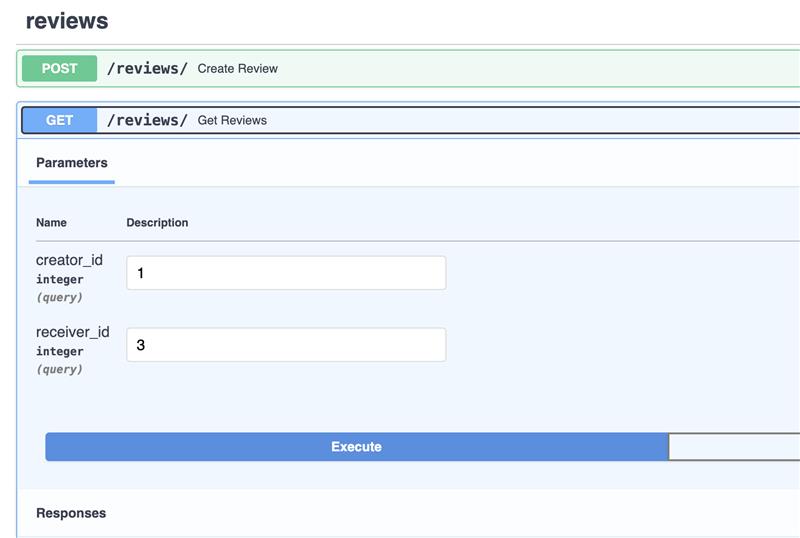 reviews
POST /reviews/ Create Review
GET /reviews/ Get Reviews
Parameters
Name Description
creator_id
integer
(query)
1
receiver_id
integer
(query)
3
Execute
Responses